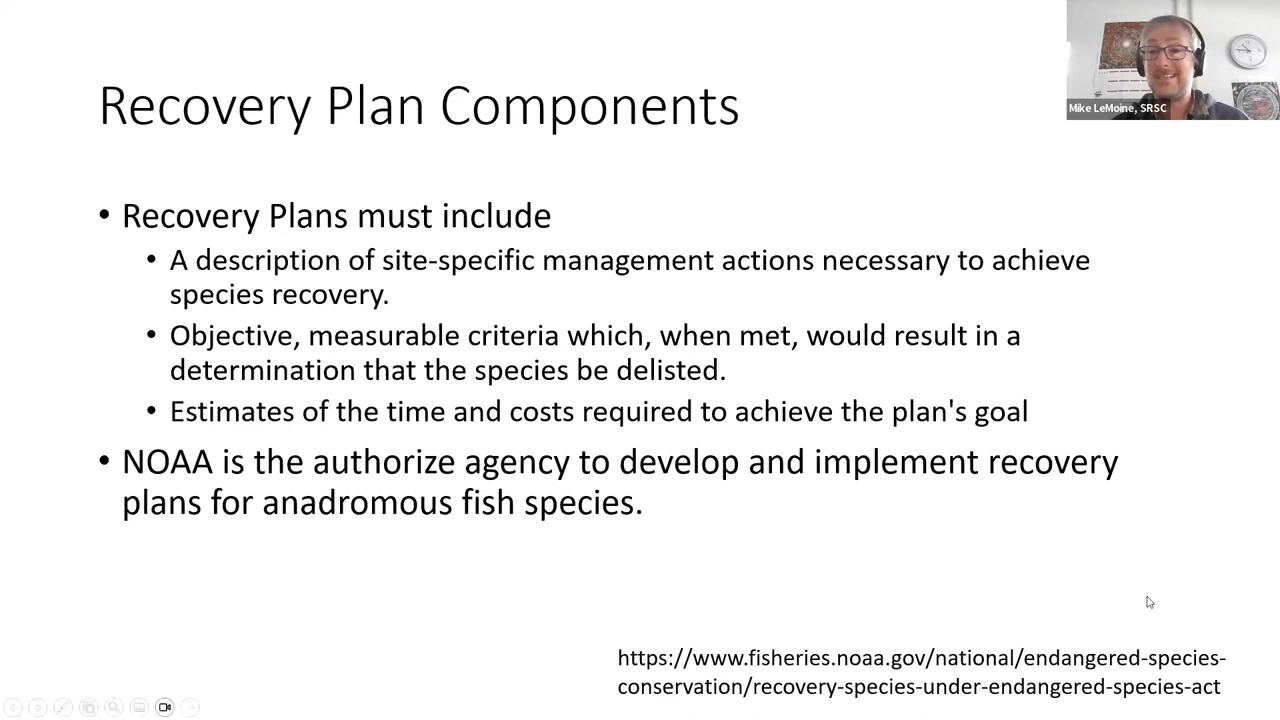 Recovery Plan Components
Mike LeMoine, SRSC
• Recovery Plans must include
• A description of site-specific management actions necessary to achieve
species recovery.
• Objective, measurable criteria which, when met, would result in a
determination that the species be delisted.
• Estimates of the time and costs required to achieve the plan's goal
• NOAA is the authorize agency to develop and implement recovery
plans for anadromous fish species.
https://www.fisheries.noaa.gov/national/endangered-species-
conservation/recovery-species-under-endangered-species-act